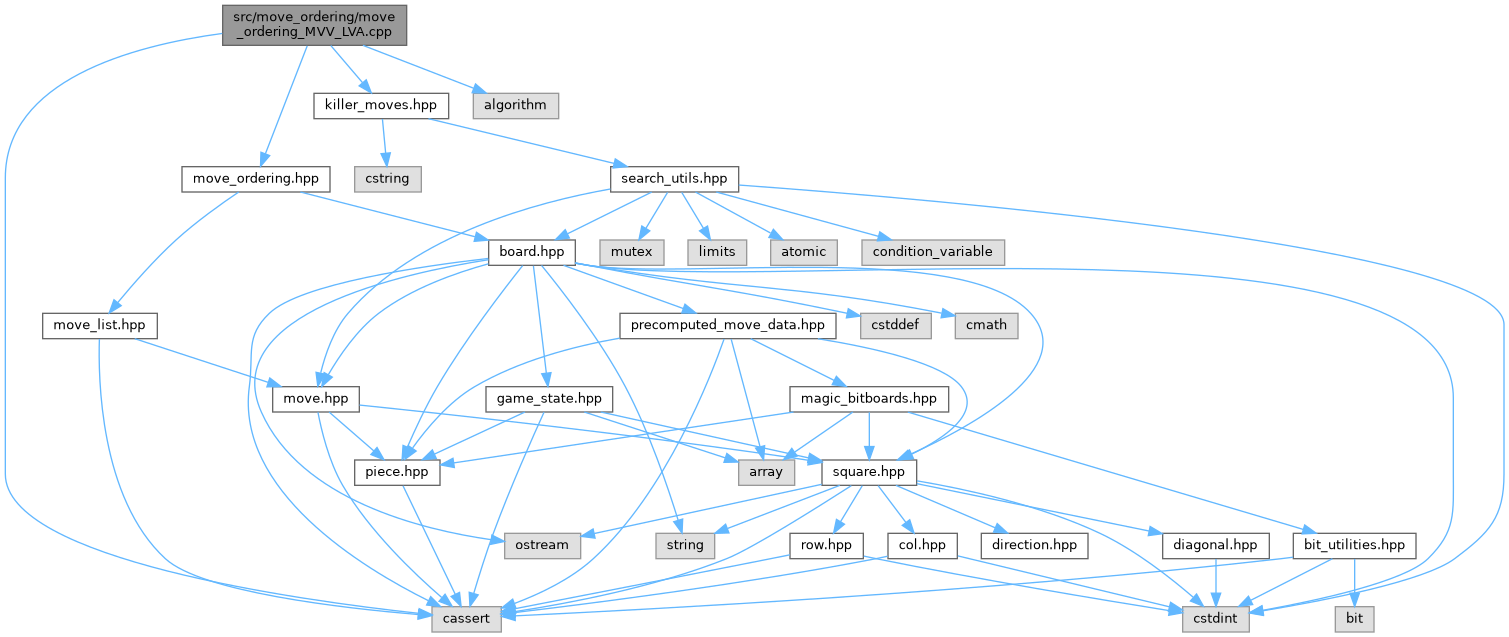 src/move_ordering/move
_ordering_MVV_LVA.cpp
killer_moves.hpp
algorithm
move_ordering.hpp
cstring
search_utils.hpp
board.hpp
mutex
limits
atomic
condition_variable
move_list.hpp
precomputed_move_data.hpp
cstddef
cmath
move.hpp
game_state.hpp
magic_bitboards.hpp
piece.hpp
array
square.hpp
ostream
string
row.hpp
col.hpp
direction.hpp
diagonal.hpp
bit_utilities.hpp
cassert
cstdint
bit